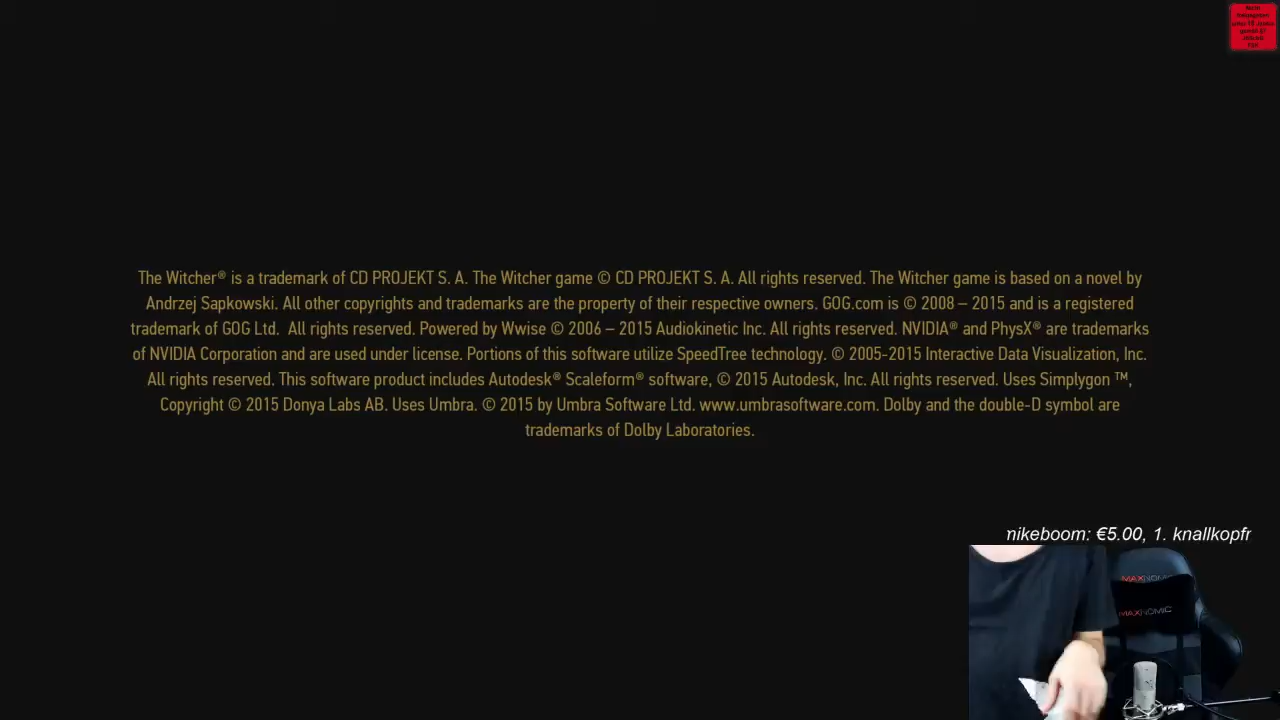 The Witcher® is a trademark of CD PROJEKT S. A. The Witcher game © CD PROJEKT S. A. All rights reserved. The Witcher game is based on a novel by
Andrzej Sapkowski. All other copyrights and trademarks are the property of their respective owners. GOG.com is © 2008 – 2015 and is a registered
trademark of GOG Ltd. All rights reserved. Powered by Wwise © 2006 – 2015 Audiokinetic Inc. All rights reserved. NVIDIA® and PhysX® are trademarks
of NVIDIA Corporation and are used under license. Portions of this software utilize SpeedTree technology. © 2005-2015 Interactive Data Visualization, Inc.
All rights reserved. This software product includes Autodesk® Scaleform® software, © 2015 Autodesk, Inc. All rights reserved. Uses Simplygon ™,
Copyright © 2015 Donya Labs AB. Uses Umbra. © 2015 by Umbra Software Ltd. www.umbrasoftware.com. Dolby and the double-D symbol are
trademarks of Dolby Laboratories.
nikeboom: €5.00, 1. knallkopfr
MAXNOMIC
MAXNOMIC